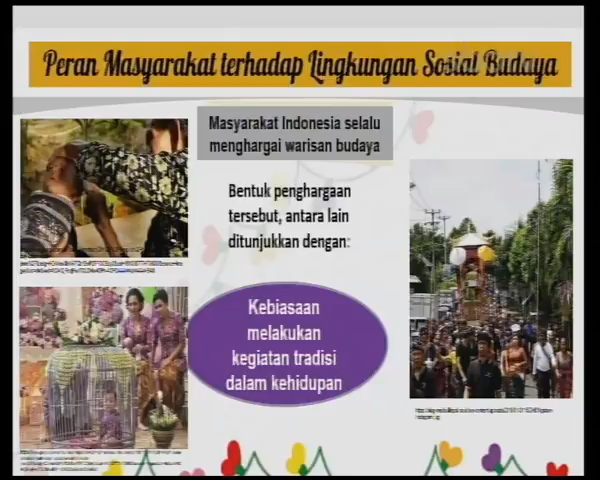 Peran Masyarakat terhadap Lingkungan Sosial Budaya
Masyarakat Indonesia selalu
menghargai warisan budaya
Bentuk penghargaan
tersebut, antara lain
ditunjukkan dengan:
Kebiasaan
melakukan
kegiatan tradisi
dalam kehidupan